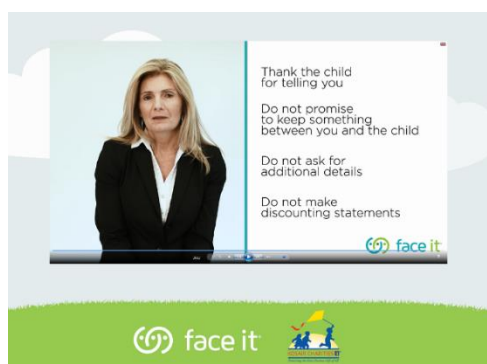 Thank the child
for telling you
Do not promise
to keep something
between you and the child
Do not ask for
additional details
Do not make
discounting statements
face it
face it